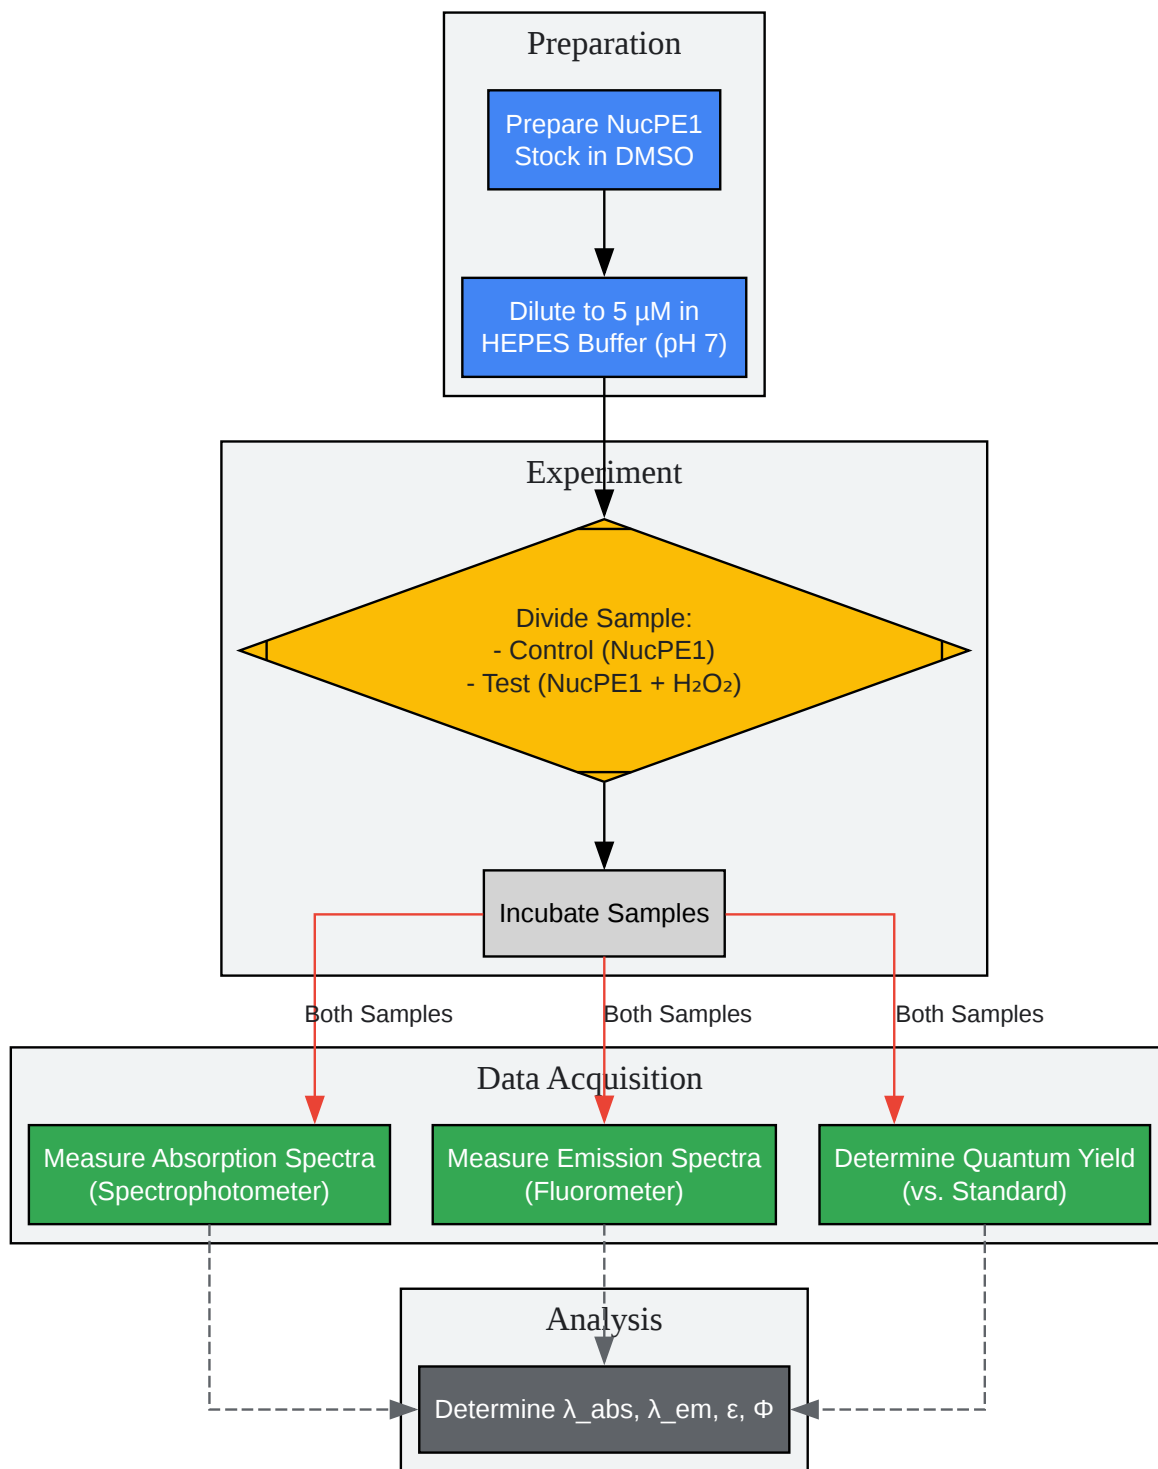 Preparation
Prepare NucPE1
Stock in DMSO
Dilute to 5 µM in
HEPES Buffer (pH 7)
Experiment
Divide Sample:
- Control (NucPE1)
- Test (NucPE1 + H₂O₂)
Incubate Samples
Both Samples
Both Samples
Both Samples
Data Acquisition
Measure Absorption Spectra
(Spectrophotometer)
Measure Emission Spectra
(Fluorometer)
Determine Quantum Yield
(vs. Standard)
Analysis
Determine λ_abs, λ_em, ε, Φ